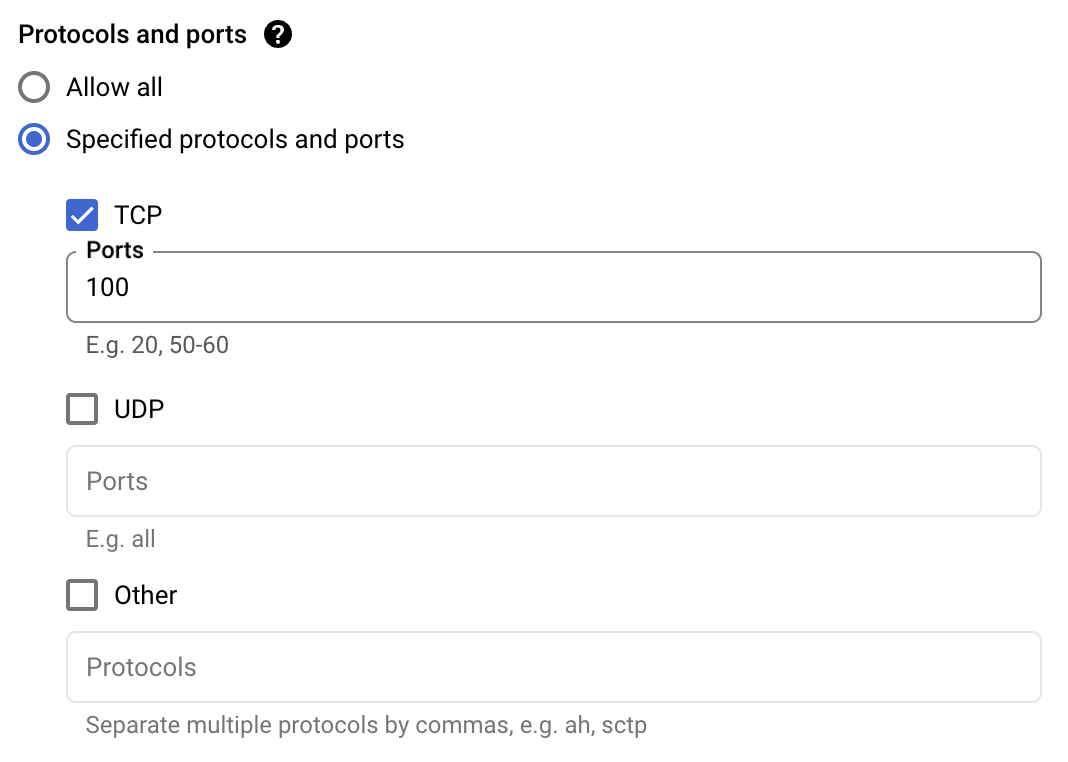 Protocols and ports ?
Allow all
Specified protocols and ports
TCP
Ports
100
E.g. 20, 50-60
UDP
Ports
E.g. all
Other
Protocols
Separate multiple protocols by commas, e.g. ah, sctp